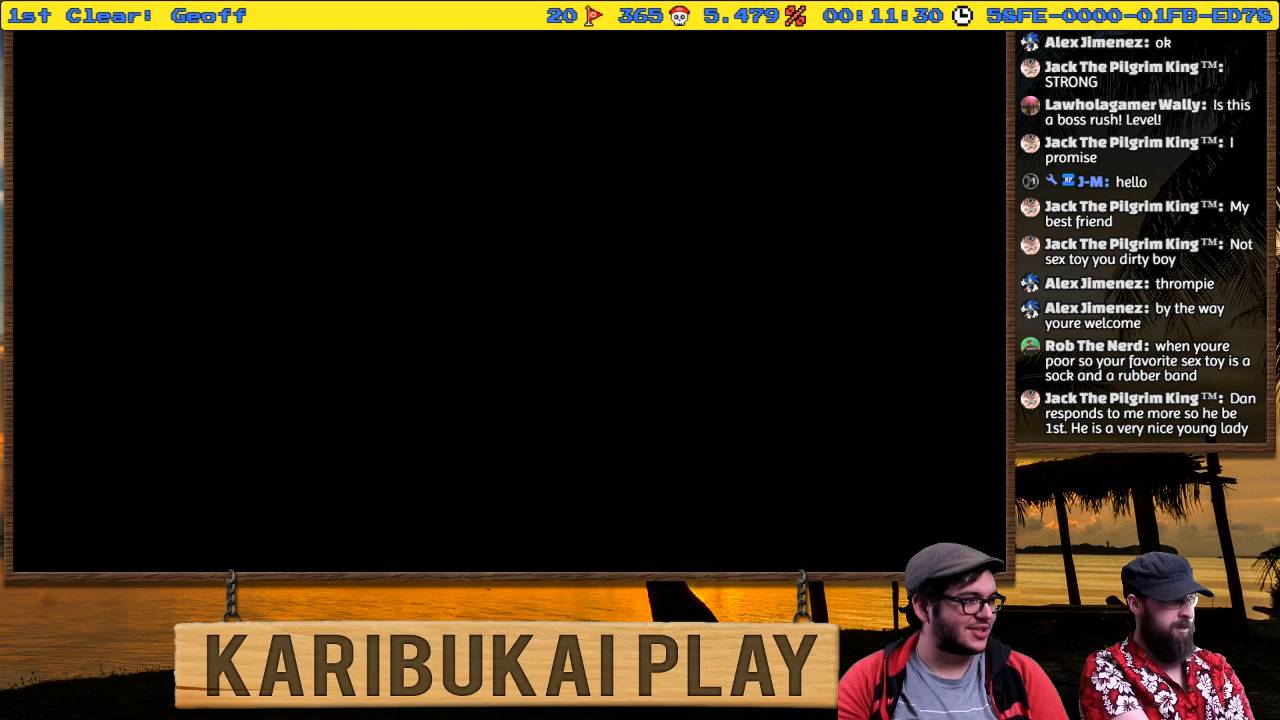 1st Clear: Geoff 20 365 5.479% 00:11:30 58FE-0000-01FB-ED78
Alex Jimenez: ok
Jack The Pilgrim King™:
STRONG
Lawholagamer Wally: Is this
a boss rush! Level!
Jack The Pilgrim King™: I
promise
J-M: hello
Jack The Pilgrim King™: My
best friend
Jack The Pilgrim King™: Not
sex toy you dirty boy
Alex Jimenez: thrompie
Alex Jimenez: by the way
youre welcome
Rob The Nerd: when youre
poor so your favorite sex toy is a
sock and a rubber band
Jack The Pilgrim King™: Dan
responds to me more so he be
1st. He is a very nice young lady
KARIBUKAI PLAY